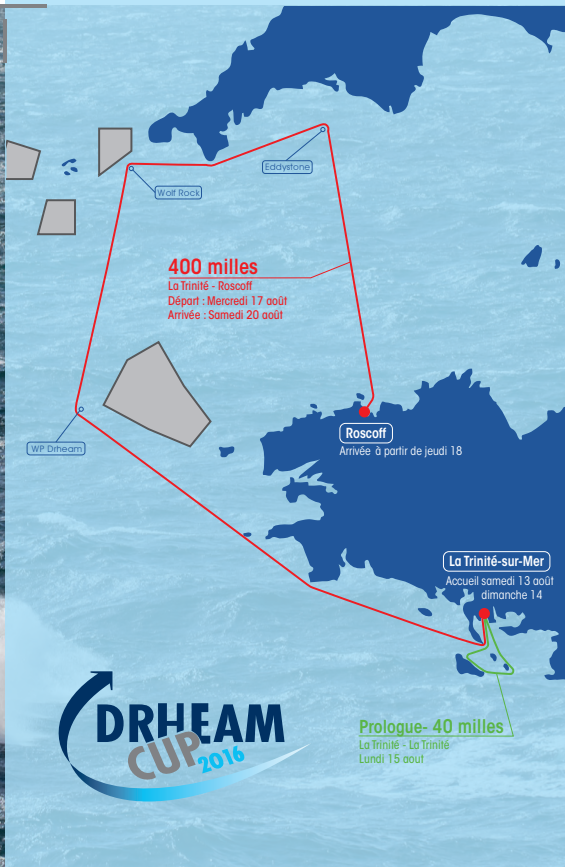 Eddystone
Wolf Rock
400 milles
La Trinité - Roscoff
Départ : Mercredi 17 août
Arrivée : Samedi 20 août
Roscoff
WP Drheam
Arrivée à partir de jeudi 18
La Trinité-sur-Mer
Accueil samedi 13 août
dimanche 14
DRHEAM
CUP
2016
Prologue- 40 milles
La Trinité - La Trinité
Lundi 15 aout